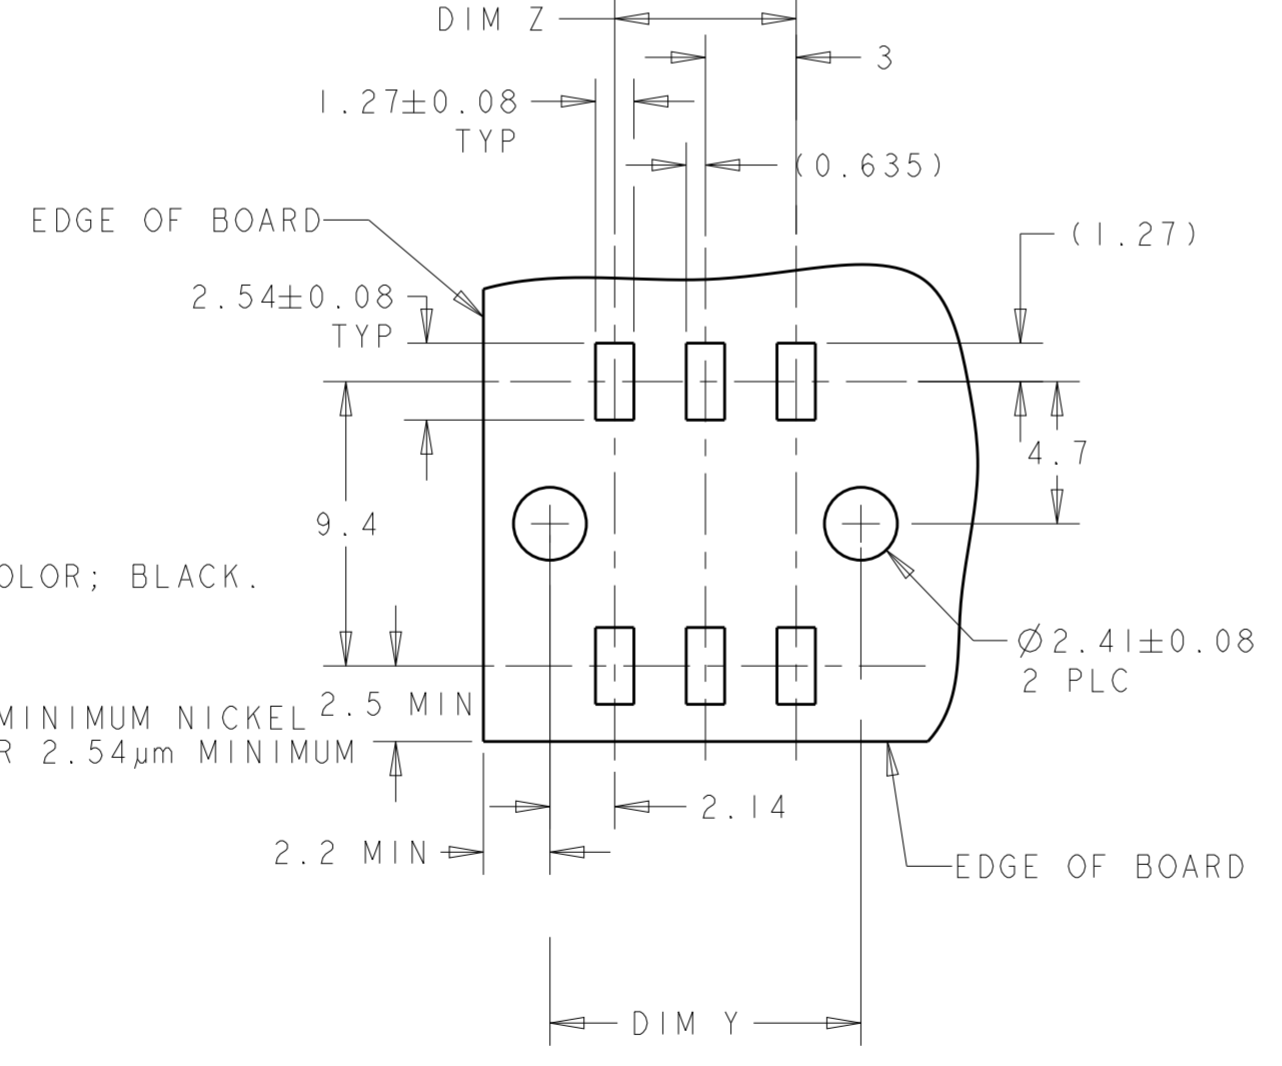 DIM Z
3
1.27±0.08
TYP
(0.635)
EDGE OF BOARD
(1.27)
2.54±0.08
TYP
4.7
9.4
OLOR; BLACK.
Ø2.41±0.08
2 PLC
2.5 MIN
MINIMUM NICKEL
R 2.54µm MINIMUM
2.14
2.2 MIN
EDGE OF BOARD
DIM Y